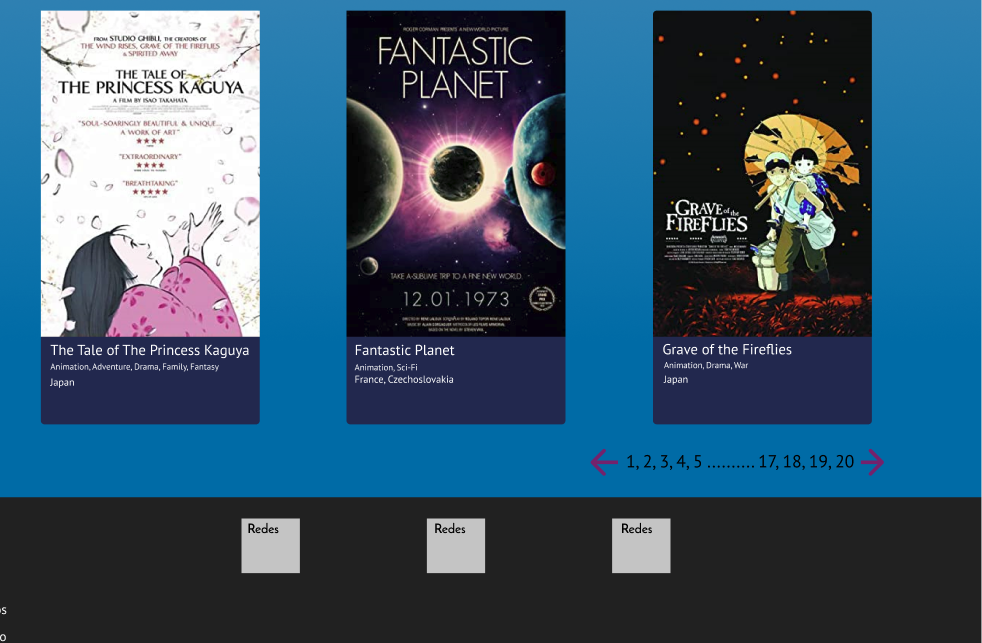 FROM STUDIO GHIBLI, THE CREATORS OF
THE WIND RISES, GRAVE OF THE FIREFLIES
& SPIRITED AWAY
THE TALE OF
THE PRINCESS KAGUYA
A FILM BY ISAO TAKAHATA
"SOUL-SOARINGLY BEAUTIFUL & UNIQUE...
A WORK OF ART"
"EXTRAORDINARY"
"BREATHTAKING"
The Tale of The Princess Kaguya
Animation, Adventure, Drama, Family, Fantasy
Japan
ROGER CORMAN PRESENTS A NEW WORLD PICTURE
FANTASTIC
PLANET
TAKE A SUBLIME TRIP TO A FINE NEW WORLD.
12.01.1973
Fantastic Planet
Animation, Sci-Fi
France, Czechoslovakia
GRAVE of the
FIREFLIES
Grave of the Fireflies
Animation, Drama, War
Japan
1, 2, 3, 4, 5 .......... 17, 18, 19, 20
Redes
Redes
Redes
os
o